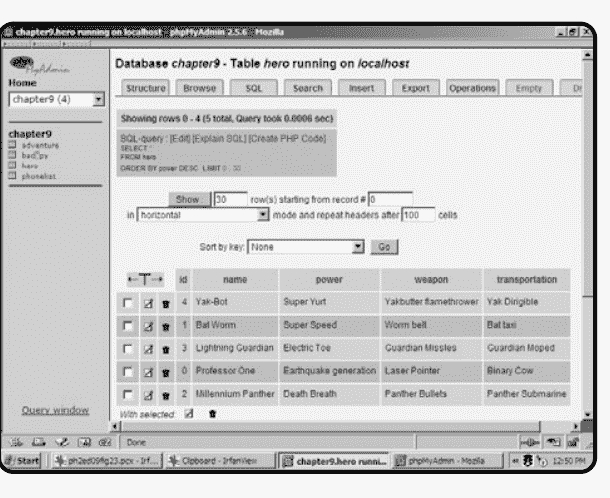 chapter9.hero running on localhost - phpMyAdmin 2.5.6 - Mozilla
phpMyAdmin
Home
chapter9 (4)
chapter9
adventure
badSpy
hero
phonelist
Query window
Database chapter9 - Table hero running on localhost
Structure Browse SQL Search Insert Export Operations Empty
Showing rows 0 - 4 (5 total, Query took 0.0006 sec)
SQL-query : [Edit] [Explain SQL] [Create PHP Code]
SELECT *
FROM hero
ORDER BY power DESC LIMIT 0 , 30
Show 30 row(s) starting from record # 0
in horizontal mode and repeat headers after 100 cells
Sort by key: None Go
←T→ id name power weapon transportation
4 Yak-Bot Super Yurt Yakbutter flamethrower Yak Dirigible
1 Bat Worm Super Speed Worm belt Bat taxi
3 Lightning Guardian Electric Toe Guardian Missles Guardian Moped
0 Professor One Earthquake generation Laser Pointer Binary Cow
2 Millennium Panther Death Breath Panther Bullets Panther Submarine
With selected:
Done
Start ph2ed09fig23.pcx - Irf... Clipboard - IrfanView chapter9.hero runni... phpMyAdmin - Mozilla 12:50 PM